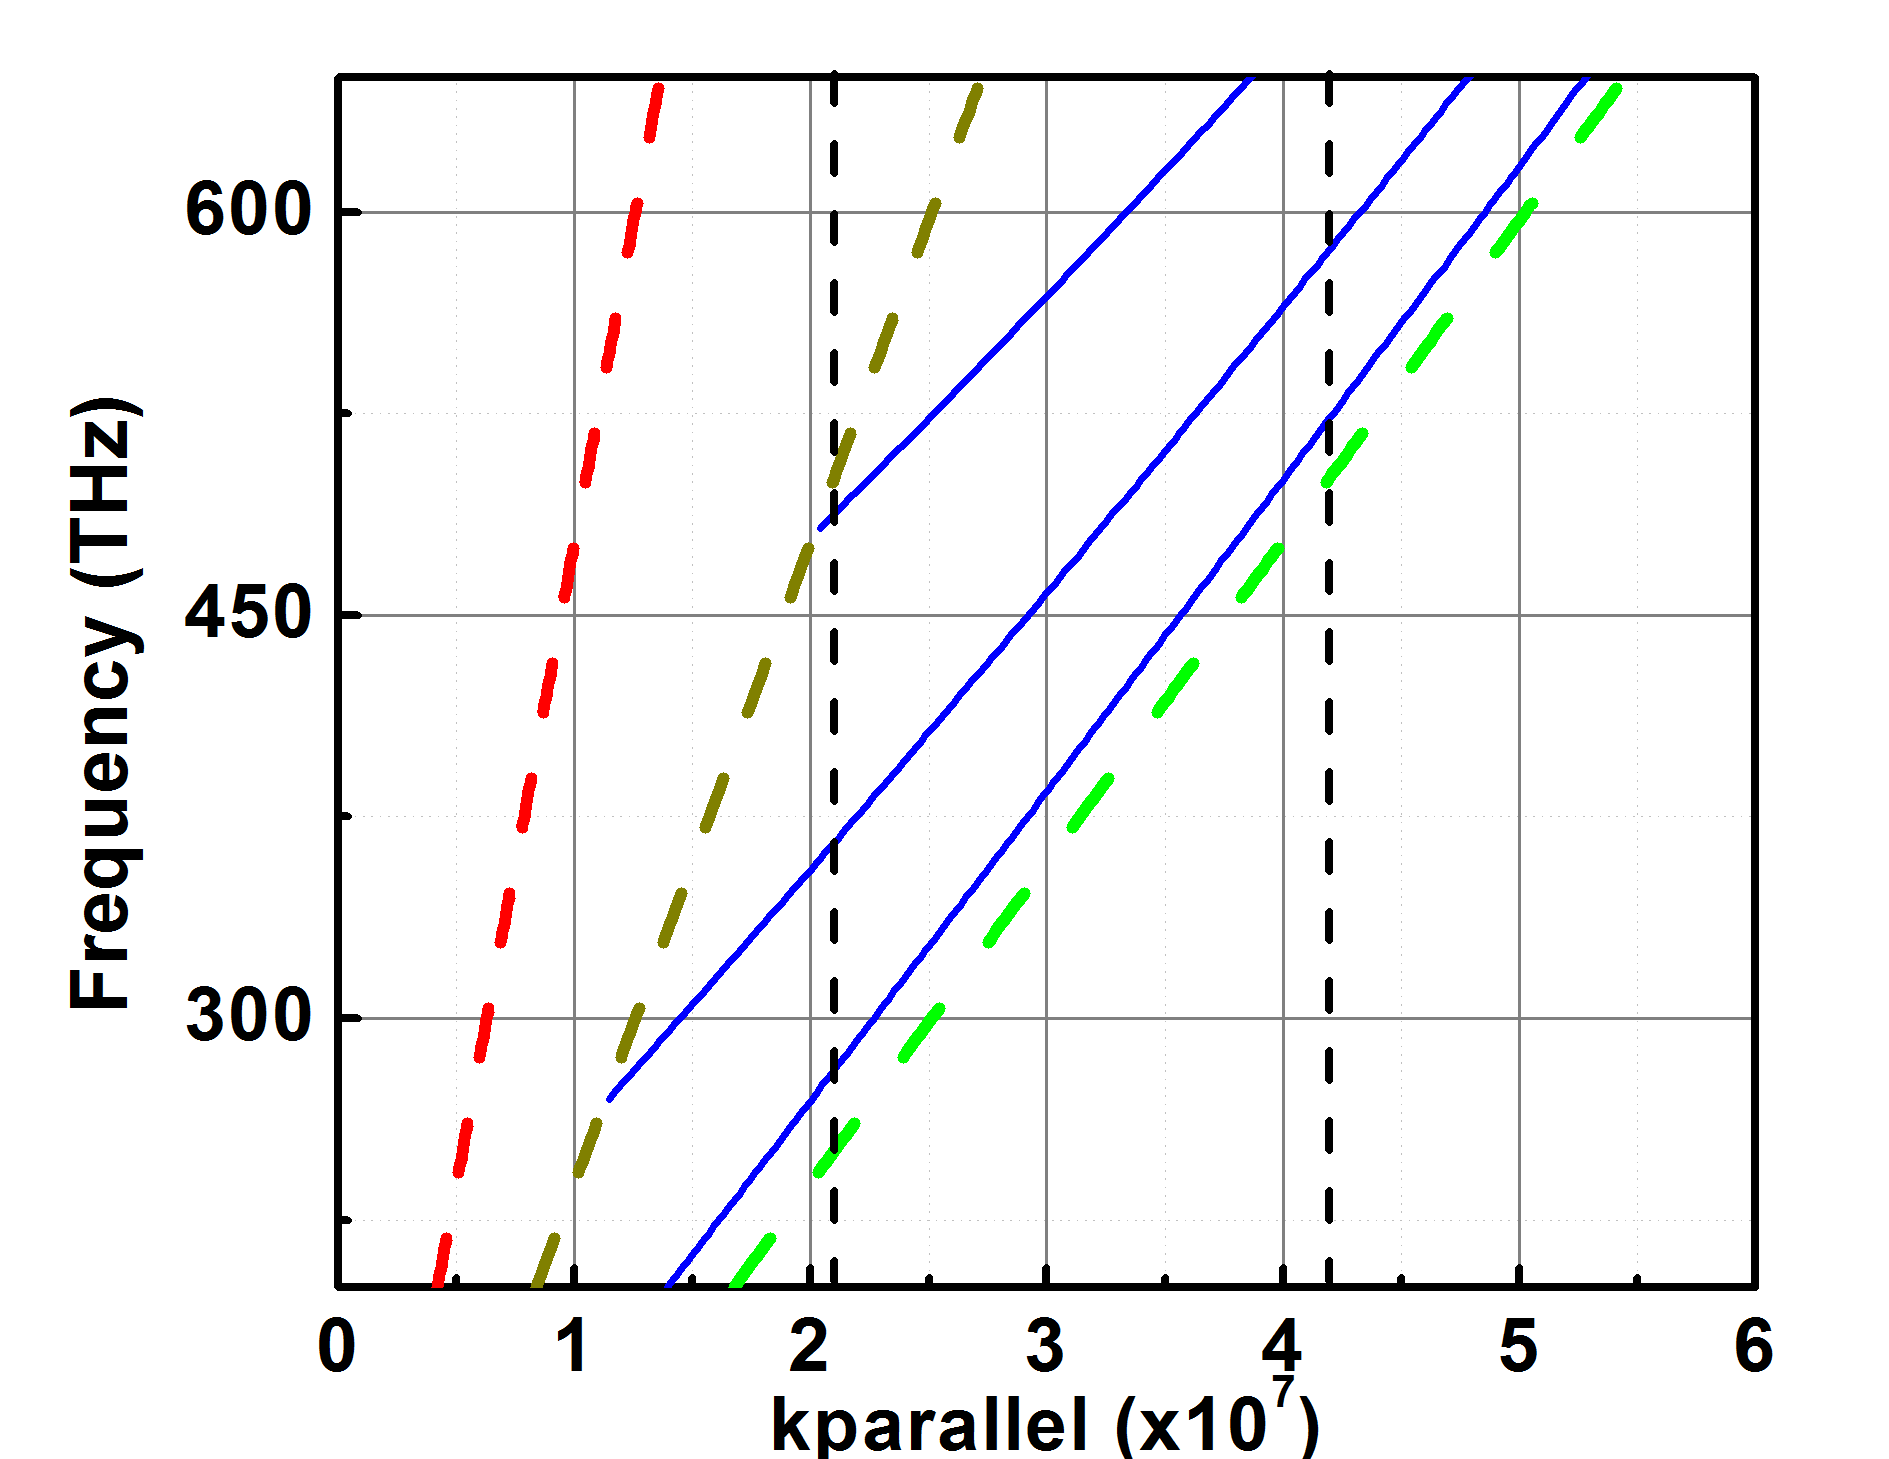 Frequency (THz)
600
450
300
0 1 2 3 4 5 6
kparallel (x10⁷)